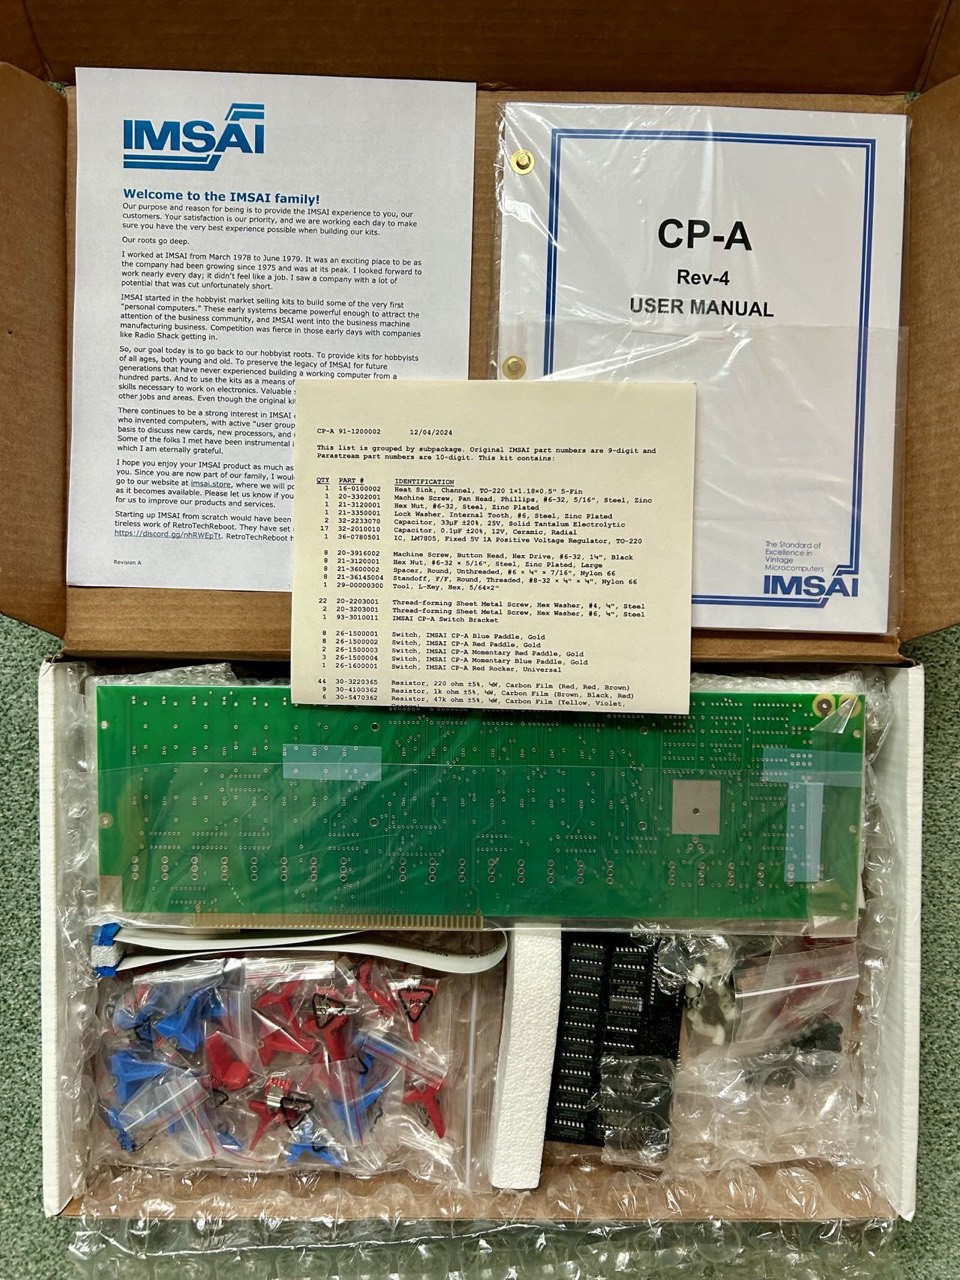 IMSAI
Welcome to the IMSAI family!
Our purpose and reason for being is to provide the IMSAI experience to you, our
customers. Your satisfaction is our priority, and we are working each day to make
sure you have the very best experience possible when building our kits.
Our roots go deep.
I worked at IMSAI from March 1978 to June 1979. It was an exciting place to be as
the company had been growing since 1975 and was at its peak. I looked forward to
work nearly every day; it didn't feel like a job. I saw a company with a lot of
potential that was cut unfortunately short.
IMSAI started in the hobbyist market selling kits to build some of the very first
"personal computers." These early systems became powerful enough to attract the
attention of the business community, and IMSAI went into the business machine
manufacturing business. Competition was fierce in those early days with companies
like Radio Shack getting in.
So, our goal today is to go back to our hobbyist roots. To provide kits for hobbyists
of all ages, both young and old. To preserve the legacy of IMSAI for future
generations that have never experienced building a working computer from a
hundred parts. And to use the kits as a means of
skills necessary to work on electronics. Valuable
other jobs and areas. Even though the original
There continues to be a strong interest in IMSAI
who invented computers, with active "user
basis to discuss new cards, new processors, and
Some of the folks I met have been instrumental
which I am eternally grateful.
I hope you enjoy your IMSAI product as much as
you. Since you are now part of our family, I
go to our website at imsai.store, where we will
as it becomes available. Please let us know if you
for us to improve our products and services.
Starting up IMSAI from scratch would have been
tireless work of RetroTechReboot. They have set
https://discord.gg/nhRWEpTt. RetroTechReboot
Revision A
CP-A
Rev-4
USER MANUAL
The Standard of
Excellence in
Vintage
Microcomputers
IMSAI
CP-A 91-1200002 12/04/2024
This list is grouped by subpackage. Original IMSAI part numbers are 9-digit and
Parastream part numbers are 10-digit. This kit contains:
QTY PART # IDENTIFICATION
1 16-0100002 Heat Sink, Channel, TO-220 1×1.18×0.5" 5-Fin
1 20-3302001 Machine Screw, Pan Head, Phillips, #6-32, 5/16", Steel, Zinc
1 21-3120001 Hex Nut, #6-32, Steel, Zinc Plated
1 21-3350001 Lock Washer, Internal Tooth, #6, Steel, Zinc Plated
2 32-2233070 Capacitor, 33µF ±20%, 25V, Solid Tantalum Electrolytic
17 32-2010010 Capacitor, 0.1µF ±20%, 12V, Ceramic, Radial
1 36-0780501 IC, LM7805, Fixed 5V 1A Positive Voltage Regulator, TO-220
8 20-3916002 Machine Screw, Button Head, Hex Drive, #6-32, 1¼", Black
8 21-3120001 Hex Nut, #6-32 × 5/16", Steel, Zinc Plated, Large
8 21-3600002 Spacer, Round, Unthreaded, #6 × ¼" × 7/16", Nylon 66
8 21-36145004 Standoff, F/F, Round, Threaded, #8-32 × ¼" × ¼", Nylon 66
1 29-00000300 Tool, L-Key, Hex, 5/64×2"
22 20-2203001 Thread-forming Sheet Metal Screw, Hex Washer, #4, ¼", Steel
2 20-3203001 Thread-forming Sheet Metal Screw, Hex Washer, #6, ¼", Steel
1 93-3010011 IMSAI CP-A Switch Bracket
8 26-1500001 Switch, IMSAI CP-A Blue Paddle, Gold
8 26-1500002 Switch, IMSAI CP-A Red Paddle, Gold
2 26-1500003 Switch, IMSAI CP-A Momentary Red Paddle, Gold
3 26-1500004 Switch, IMSAI CP-A Momentary Blue Paddle, Gold
1 26-1600001 Switch, IMSAI CP-A Red Rocker, Universal
44 30-3220365 Resistor, 220 ohm ±5%, ¼W, Carbon Film (Red, Red, Brown)
9 30-4100362 Resistor, 1k ohm ±5%, ¼W, Carbon Film (Brown, Black, Red)
6 30-5470362 Resistor, 47k ohm ±5%, ¼W, Carbon Film (Yellow, Violet,